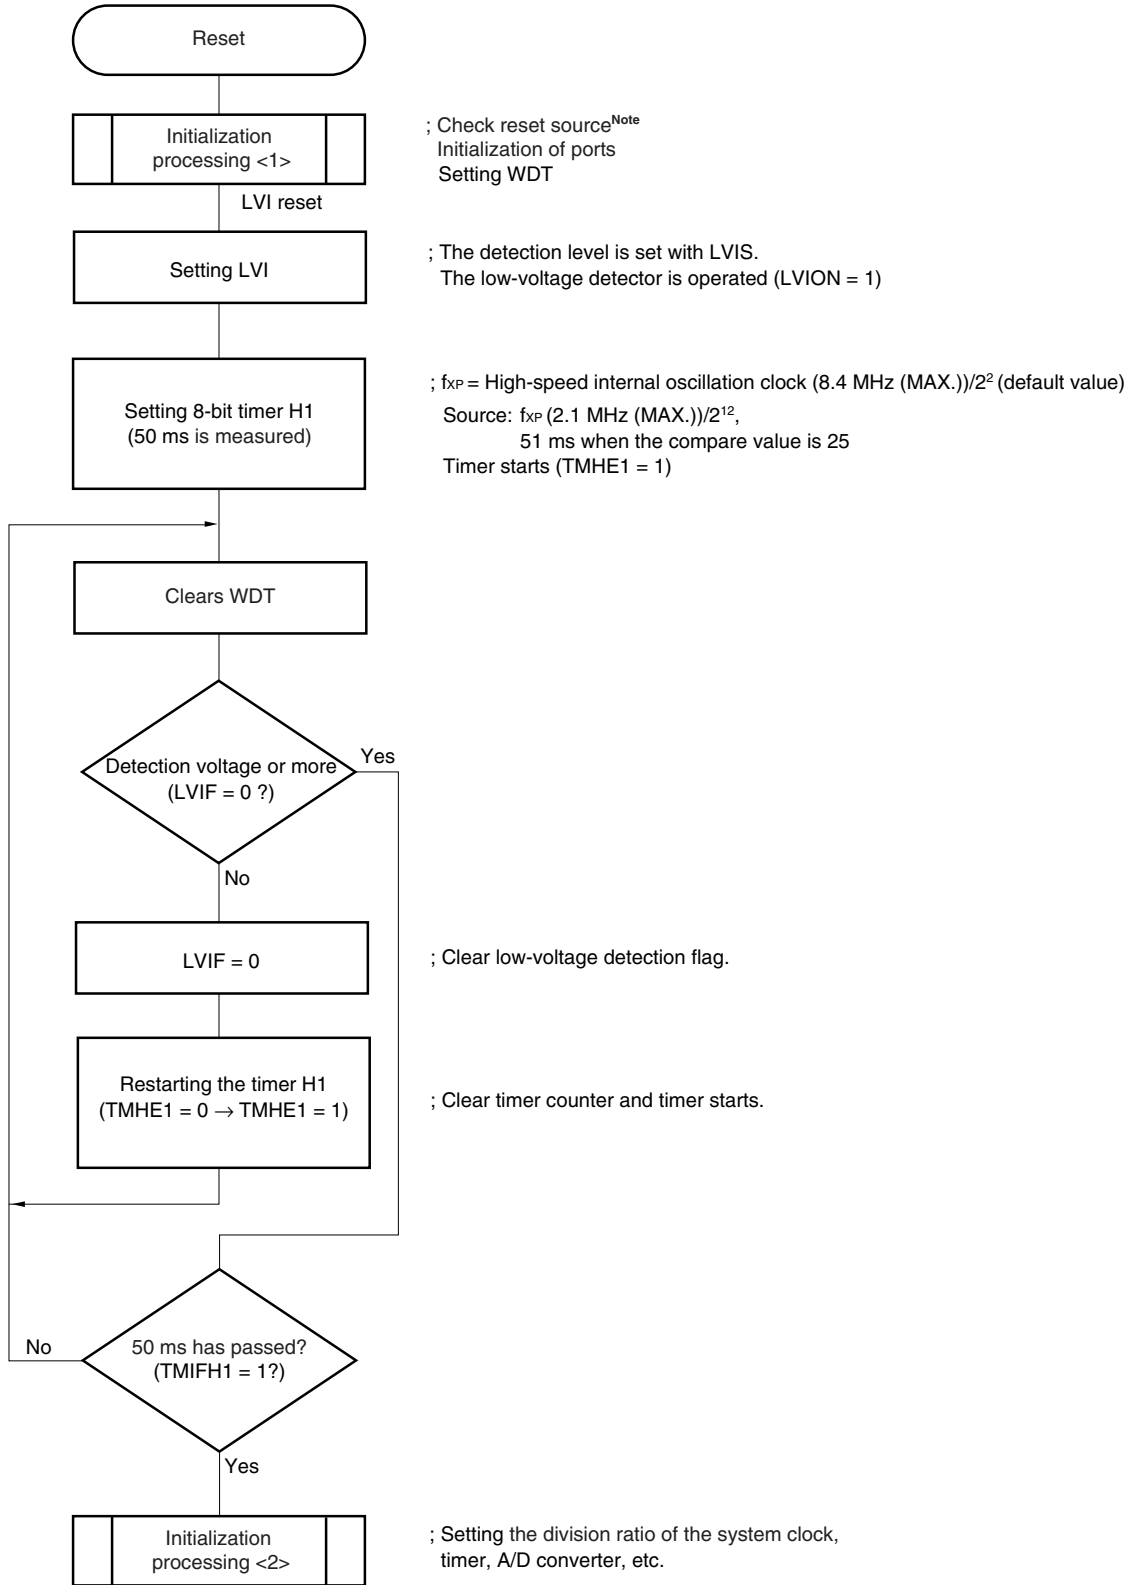 Reset
Initialization
processing <1>
; Check reset sourceNote
Initialization of ports
Setting WDT
LVI reset
Setting LVI
; The detection level is set with LVIS.
The low-voltage detector is operated (LVION = 1)
Setting 8-bit timer H1
(50 ms is measured)
; fXP = High-speed internal oscillation clock (8.4 MHz (MAX.))/2² (default value)
Source: fXP (2.1 MHz (MAX.))/2¹²,
51 ms when the compare value is 25
Timer starts (TMHE1 = 1)
Clears WDT
Detection voltage or more
(LVIF = 0 ?)
Yes
No
LVIF = 0
; Clear low-voltage detection flag.
Restarting the timer H1
(TMHE1 = 0 → TMHE1 = 1)
; Clear timer counter and timer starts.
50 ms has passed?
(TMIFH1 = 1?)
No
Yes
Initialization
processing <2>
; Setting the division ratio of the system clock,
timer, A/D converter, etc.